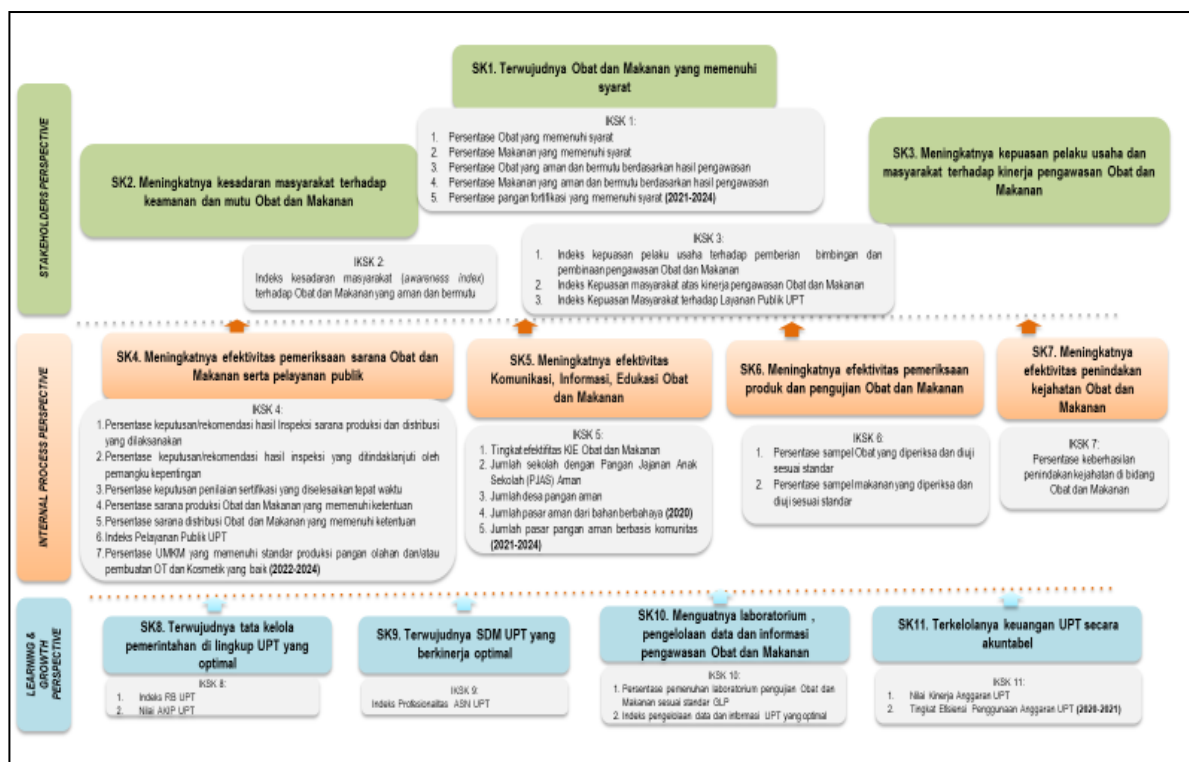 STAKEHOLDERS PERSPECTIVE
SK1. Terwujudnya Obat dan Makanan yang memenuhi
syarat
IKSK 1:
1. Persentase Obat yang memenuhi syarat
2. Persentase Makanan yang memenuhi syarat
3. Persentase Obat yang aman dan bermutu berdasarkan hasil pengawasan
4. Persentase Makanan yang aman dan bermutu berdasarkan hasil pengawasan
5. Persentase pangan fortifikasi yang memenuhi syarat (2021-2024)
SK2. Meningkatnya kesadaran masyarakat terhadap
keamanan dan mutu Obat dan Makanan
IKSK 2:
Indeks kesadaran masyarakat (awareness index)
terhadap Obat dan Makanan yang aman dan bermutu
SK3. Meningkatnya kepuasan pelaku usaha dan
masyarakat terhadap kinerja pengawasan Obat dan
Makanan
IKSK 3:
1. Indeks kepuasan pelaku usaha terhadap pemberian bimbingan dan
pembinaan pengawasan Obat dan Makanan
2. Indeks Kepuasan masyarakat atas kinerja pengawasan Obat dan Makanan
3. Indeks Kepuasan Masyarakat terhadap Layanan Publik UPT
INTERNAL PROCESS PERSPECTIVE
SK4. Meningkatnya efektivitas pemeriksaan sarana Obat dan
Makanan serta pelayanan publik
IKSK 4:
1. Persentase keputusan/rekomendasi hasil Inspeksi sarana produksi dan distribusi
yang dilaksanakan
2. Persentase keputusan/rekomendasi hasil inspeksi yang ditindaklanjuti oleh
pemangku kepentingan
3. Persentase keputusan penilaian sertifikasi yang diselesaikan tepat waktu
4. Persentase sarana produksi Obat dan Makanan yang memenuhi ketentuan
5. Persentase sarana distribusi Obat dan Makanan yang memenuhi ketentuan
6. Indeks Pelayanan Publik UPT
7. Persentase UMKM yang memenuhi standar produksi pangan olahan dan/atau
pembuatan OT dan Kosmetik yang baik (2022-2024)
SK5. Meningkatnya efektivitas
Komunikasi, Informasi, Edukasi Obat
dan Makanan
IKSK 5:
1. Tingkat efektifitas KIE Obat dan Makanan
2. Jumlah sekolah dengan Pangan Jajanan Anak
Sekolah (PJAS) Aman
3. Jumlah desa pangan aman
4. Jumlah pasar aman dari bahan berbahaya (2020)
5. Jumlah pasar pangan aman berbasis komunitas
(2021-2024)
SK6. Meningkatnya efektivitas pemeriksaan
produk dan pengujian Obat dan Makanan
IKSK 6:
1. Persentase sampel Obat yang diperiksa dan diuji
sesuai standar
2. Persentase sampel makanan yang diperiksa dan
diuji sesuai standar
SK7. Meningkatnya
efektivitas penindakan
kejahatan Obat dan
Makanan
IKSK 7:
Persentase keberhasilan
penindakan kejahatan di bidang
Obat dan Makanan
LEARNING &
GROWTH
PERSPECTIVE
SK8. Terwujudnya tata kelola
pemerintahan di lingkup UPT yang
optimal
IKSK 8:
1. Indeks RB UPT
2. Nilai AKIP UPT
SK9. Terwujudnya SDM UPT yang
berkinerja optimal
IKSK 9:
Indeks Profesionalitas ASN UPT
SK10. Menguatnya laboratorium ,
pengelolaan data dan informasi
pengawasan Obat dan Makanan
IKSK 10:
1. Persentase pemenuhan laboratorium pengujian Obat dan
Makanan sesuai standar GLP
2. Indeks pengelolaan data dan informasi UPT yang optimal
SK11. Terkelolanya keuangan UPT secara
akuntabel
IKSK 11:
1. Nilai Kinerja Anggaran UPT
2. Tingkat Efisiensi Penggunaan Anggaran UPT (2020-2021)